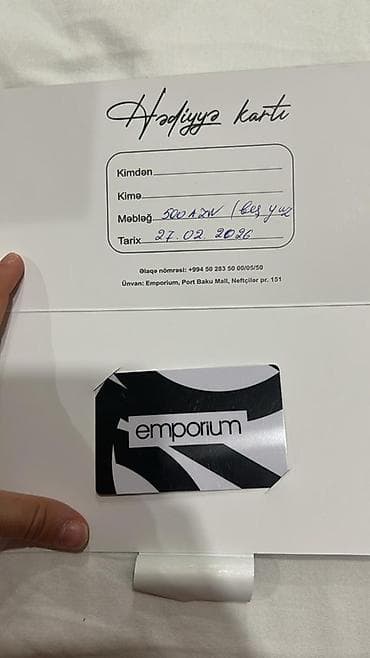 Hədiyyə kartı
Kimdən
Kimə
Məbləğ 500 AZN / beş yuz
Tarix 27.02.2026
Əlaqə nömrəsi: +994 50 283 50 00/05/50
Ünvan: Emporium, Port Baku Mall, Neftçilər pr. 151
emporium